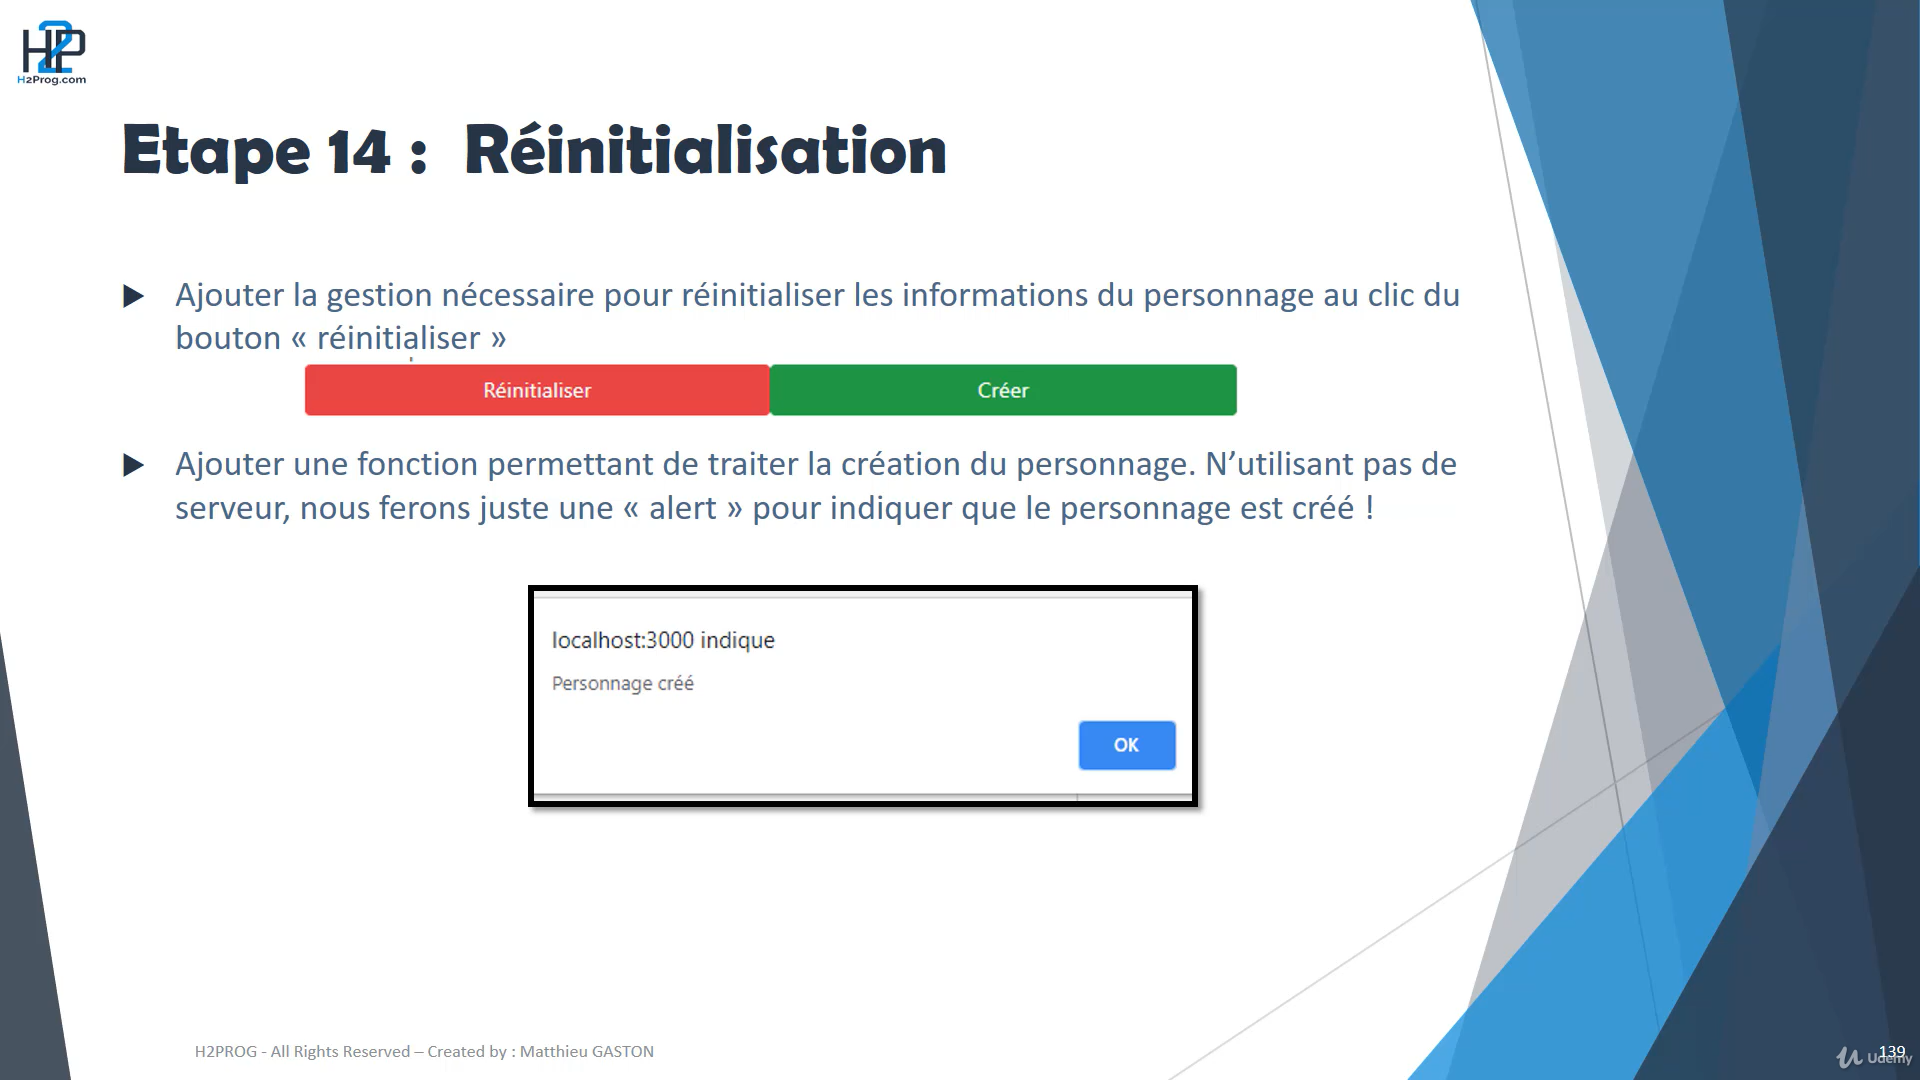 H2P
H2Prog.com
Etape 14 : Réinitialisation
Ajouter la gestion nécessaire pour réinitialiser les informations du personnage au clic du
bouton « réinitialiser »
Réinitialiser
Créer
Ajouter une fonction permettant de traiter la création du personnage. N’utilisant pas de
serveur, nous ferons juste une « alert » pour indiquer que le personnage est créé !
localhost:3000 indique
Personnage créé
OK
H2PROG - All Rights Reserved – Created by : Matthieu GASTON
139
Udemy